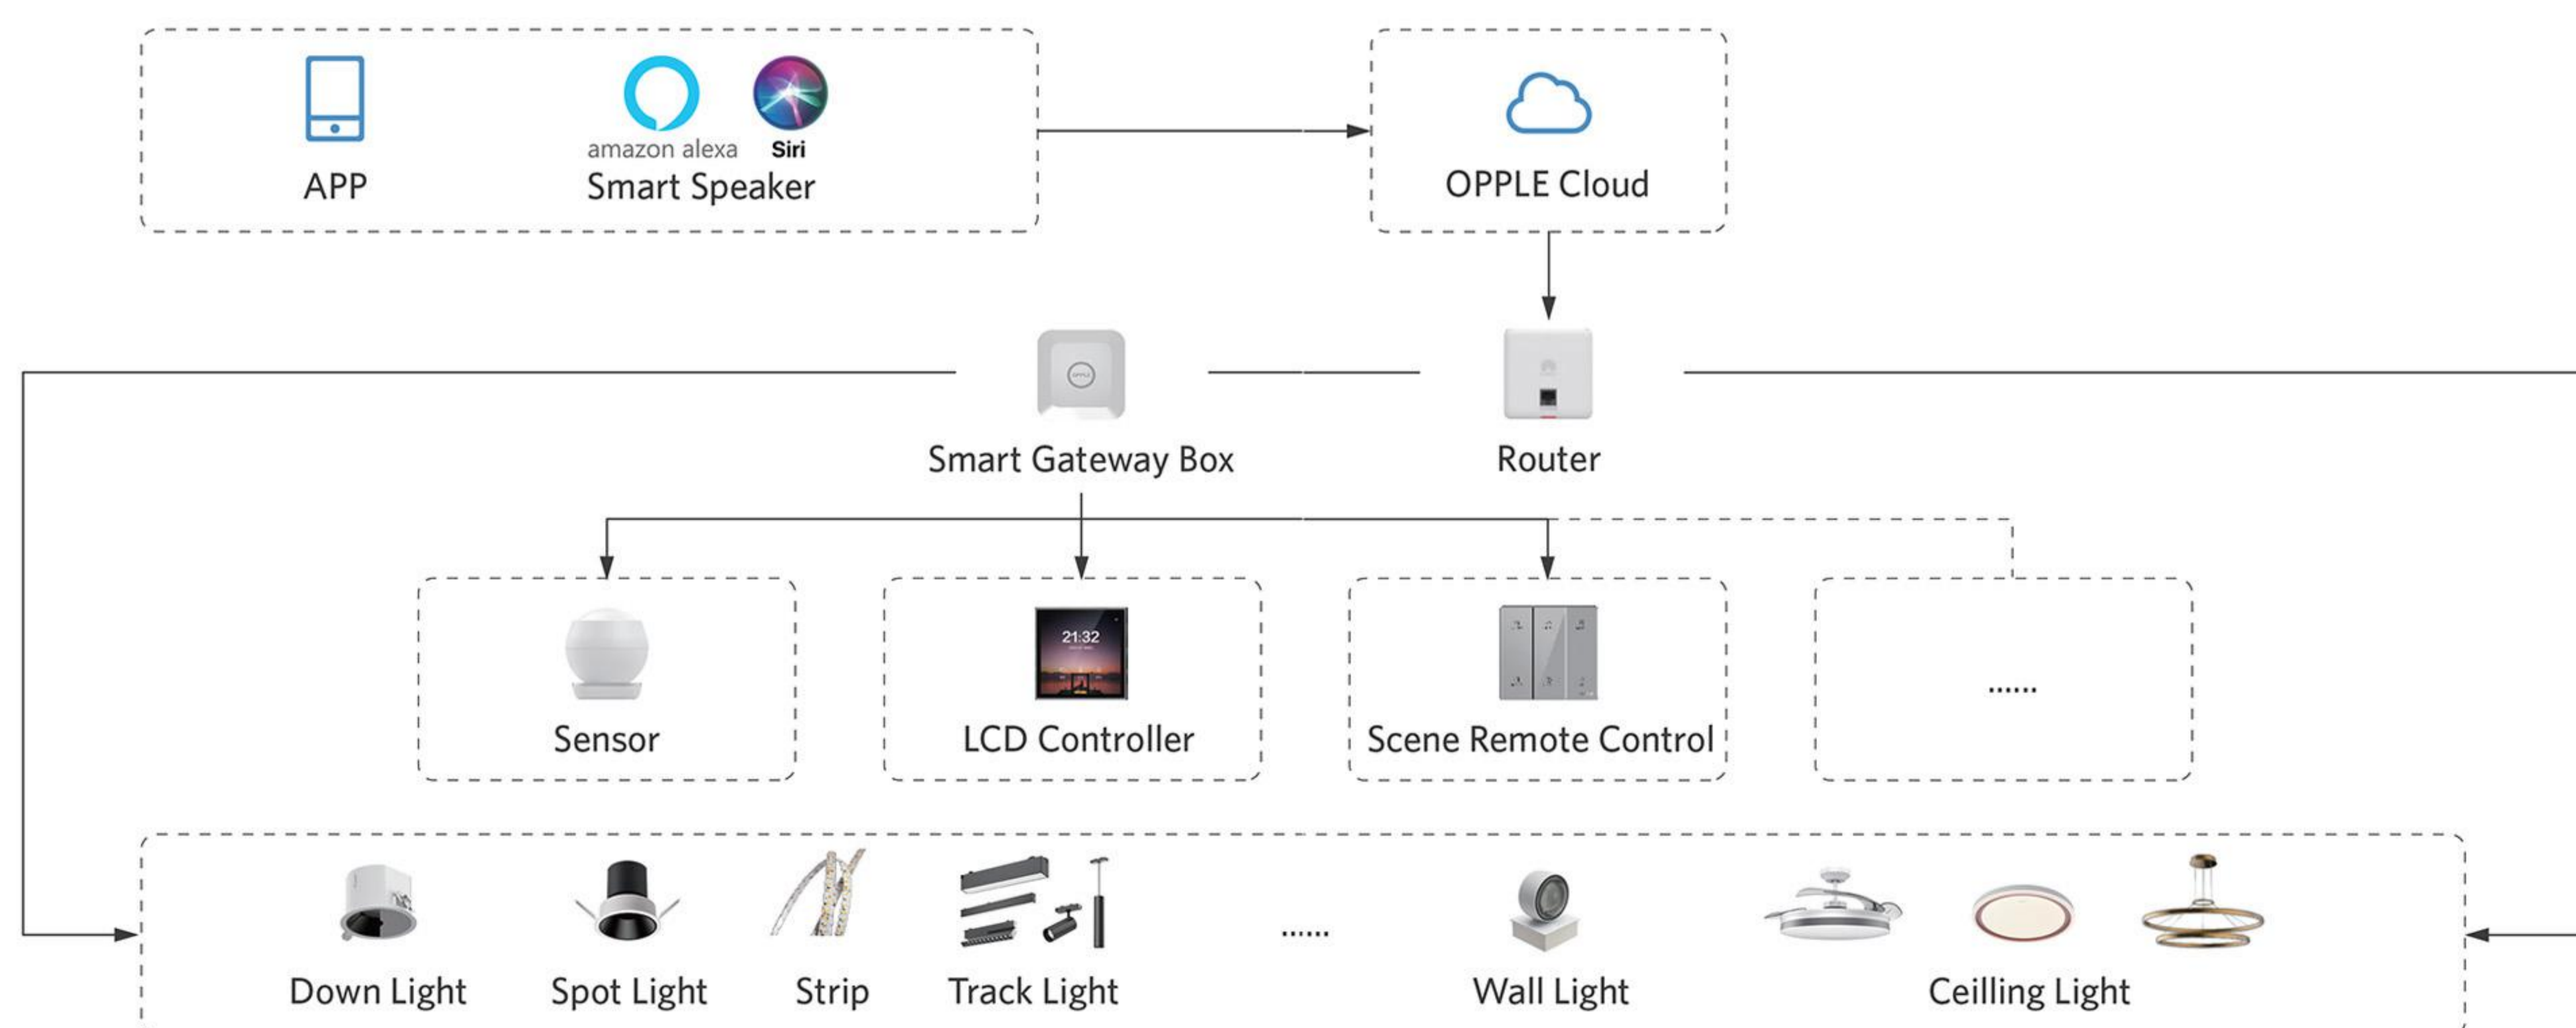 amazon alexa
Siri
APP
Smart Speaker
OPPLE Cloud
OPPLE
Smart Gateway Box
Router
21:32
Sensor
LCD Controller
Scene Remote Control
......
......
Down Light
Spot Light
Strip
Track Light
Wall Light
Ceilling Light